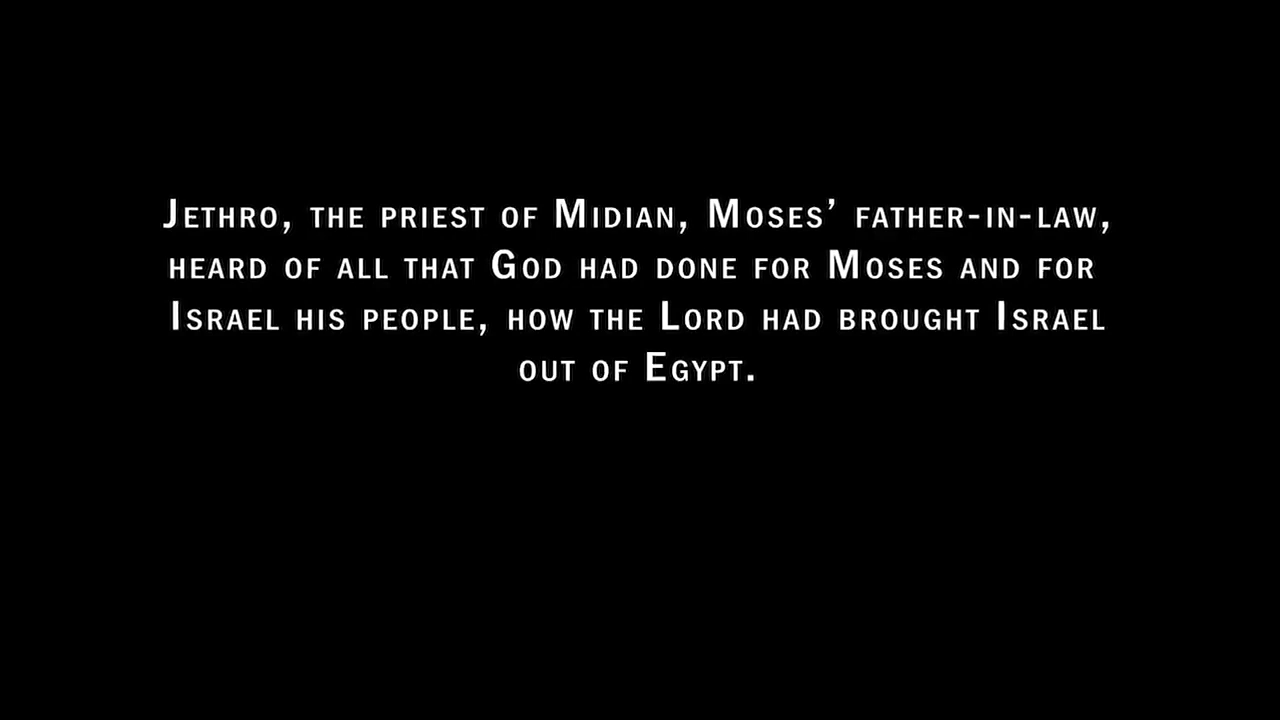 Jethro, the priest of Midian, Moses’ father-in-law,
heard of all that God had done for Moses and for
Israel his people, how the Lord had brought Israel
out of Egypt.